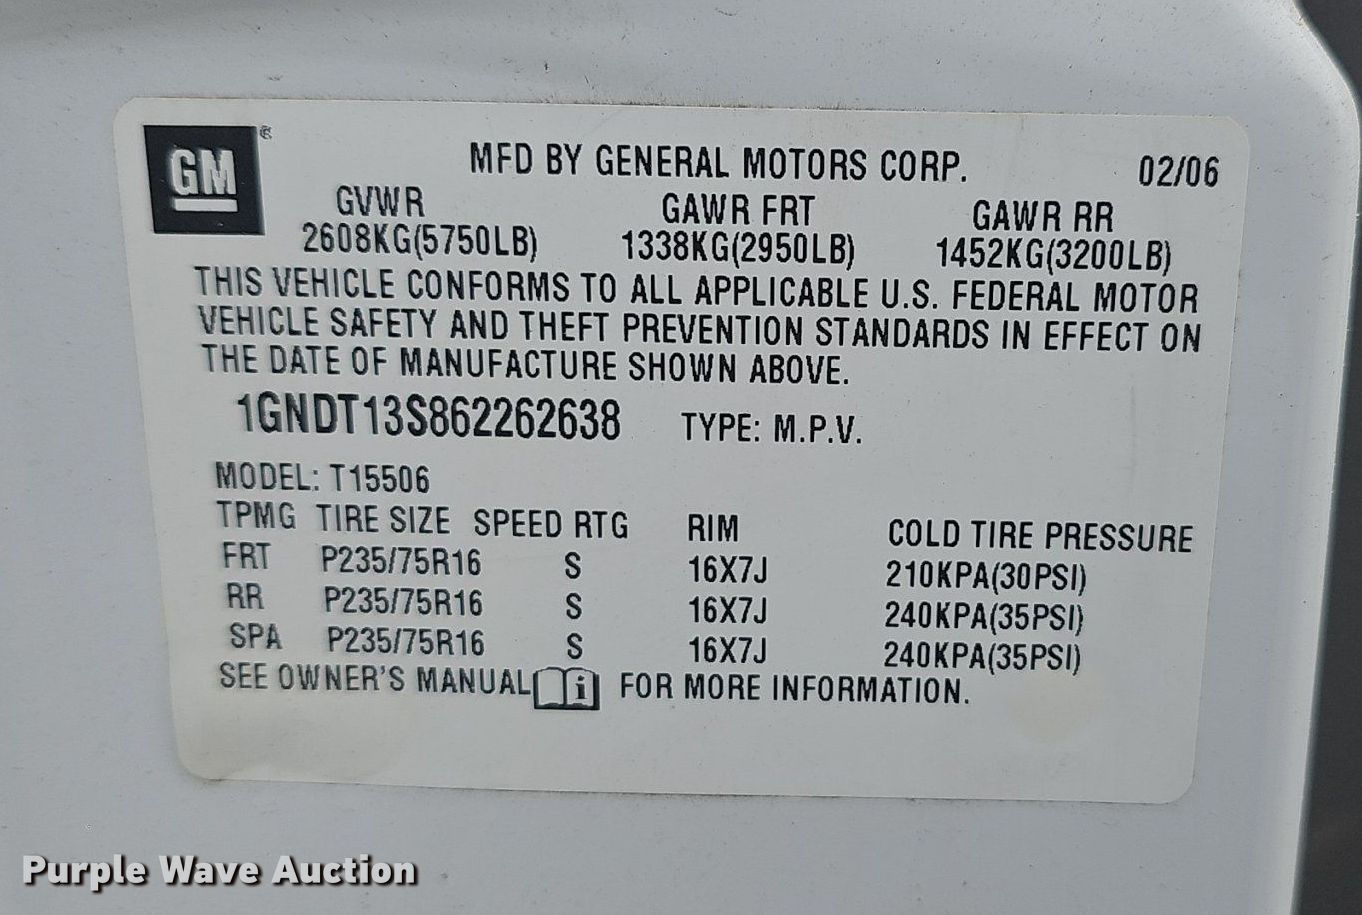 GM
MFD BY GENERAL MOTORS CORP. 02/06
GVWR GAWR FRT GAWR RR
2608KG(5750LB) 1338KG(2950LB) 1452KG(3200LB)
THIS VEHICLE CONFORMS TO ALL APPLICABLE U.S. FEDERAL MOTOR
VEHICLE SAFETY AND THEFT PREVENTION STANDARDS IN EFFECT ON
THE DATE OF MANUFACTURE SHOWN ABOVE.
1GNDT13S862262638 TYPE: M.P.V.
MODEL: T15506
TPMG TIRE SIZE SPEED RTG RIM COLD TIRE PRESSURE
FRT P235/75R16 S 16X7J 210KPA(30PSI)
RR P235/75R16 S 16X7J 240KPA(35PSI)
SPA P235/75R16 S 16X7J 240KPA(35PSI)
SEE OWNER'S MANUAL i FOR MORE INFORMATION.
Purple Wave Auction